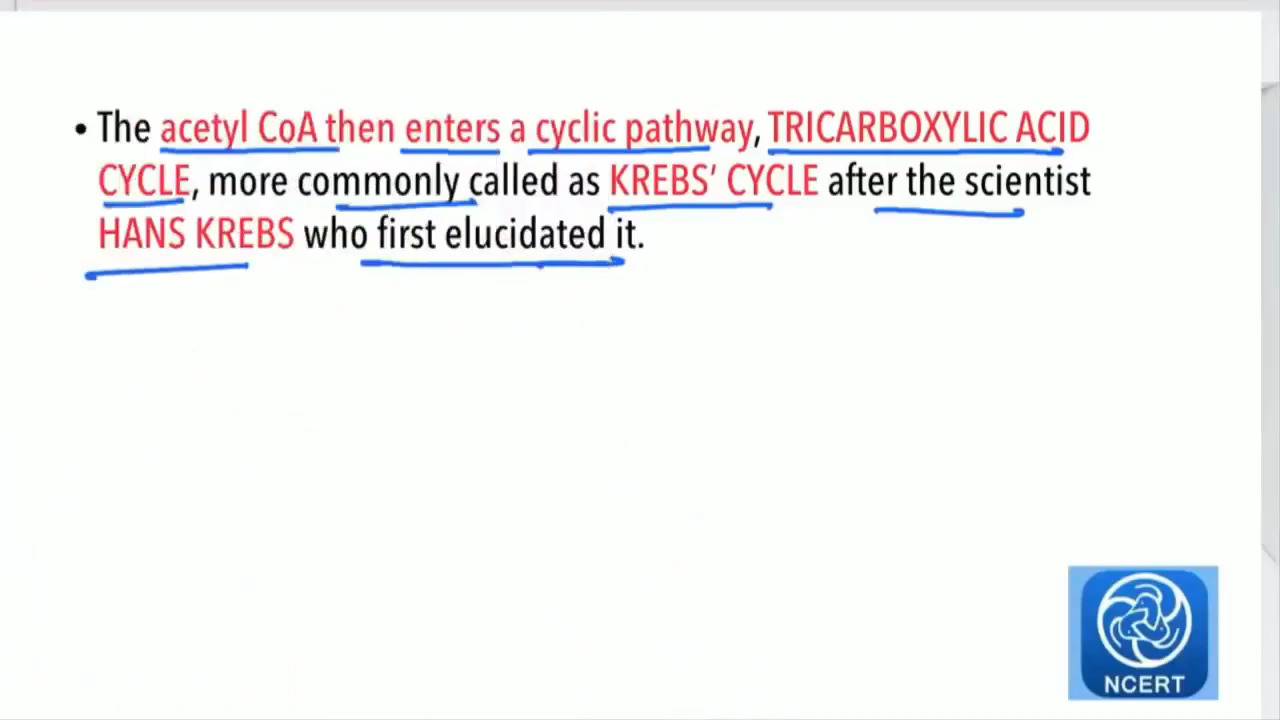 • The acetyl CoA then enters a cyclic pathway, TRICARBOXYLIC ACID
CYCLE, more commonly called as KREBS’ CYCLE after the scientist
HANS KREBS who first elucidated it.
NCERT